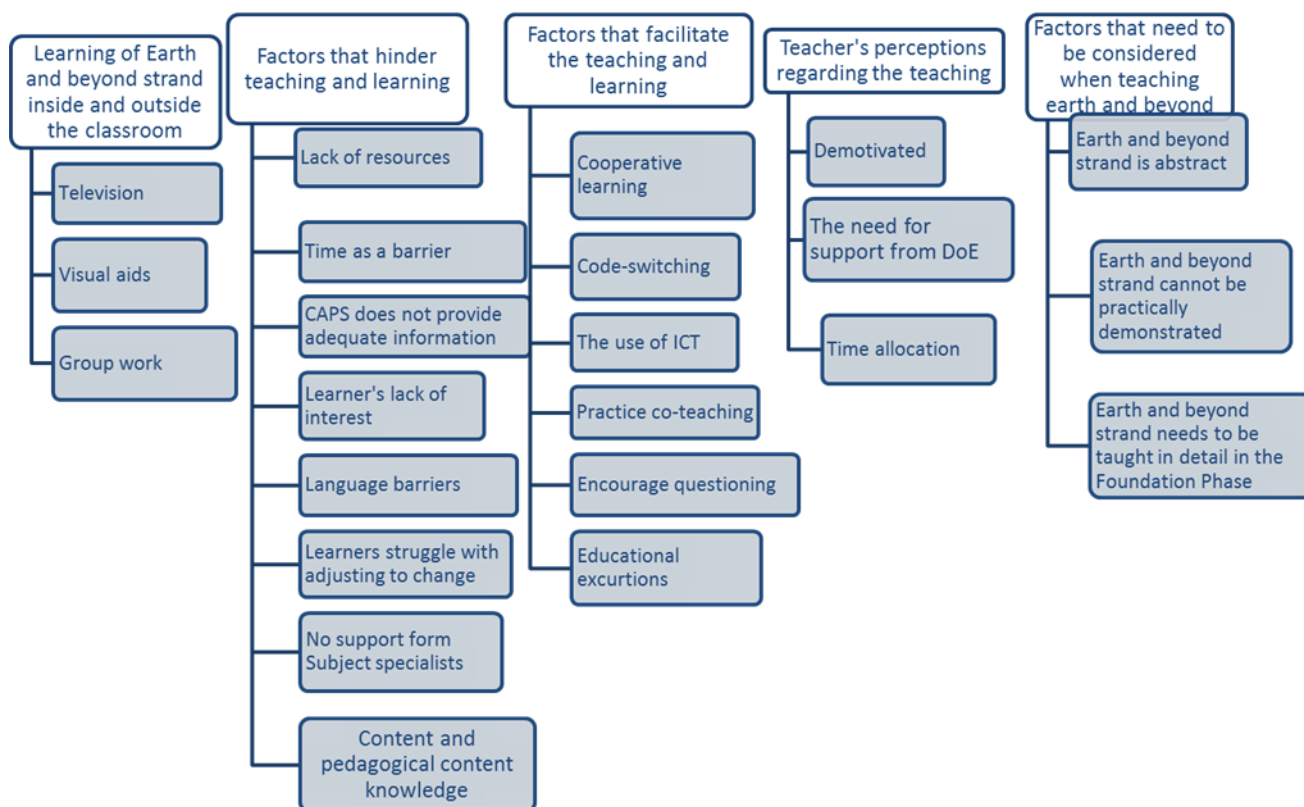 Learning of Earth
and beyond strand
inside and outside
the classroom
Television
Visual aids
Group work
Factors that hinder
teaching and learning
Lack of resources
Time as a barrier
CAPS does not provide
adequate information
Learner's lack of
interest
Language barriers
Learners struggle with
adjusting to change
No support form
Subject specialists
Content and
pedagogical content
knowledge
Factors that facilitate
the teaching and
learning
Cooperative
learning
Code-switching
The use of ICT
Practice co-teaching
Encourage questioning
Educational
excurtions
Teacher's perceptions
regarding the teaching
Demotivated
The need for
support from DoE
Time allocation
Factors that need to
be considered
when teaching
earth and beyond
Earth and beyond
strand is abstract
Earth and beyond
strand cannot be
practically
demonstrated
Earth and beyond
strand needs to be
taught in detail in the
Foundation Phase